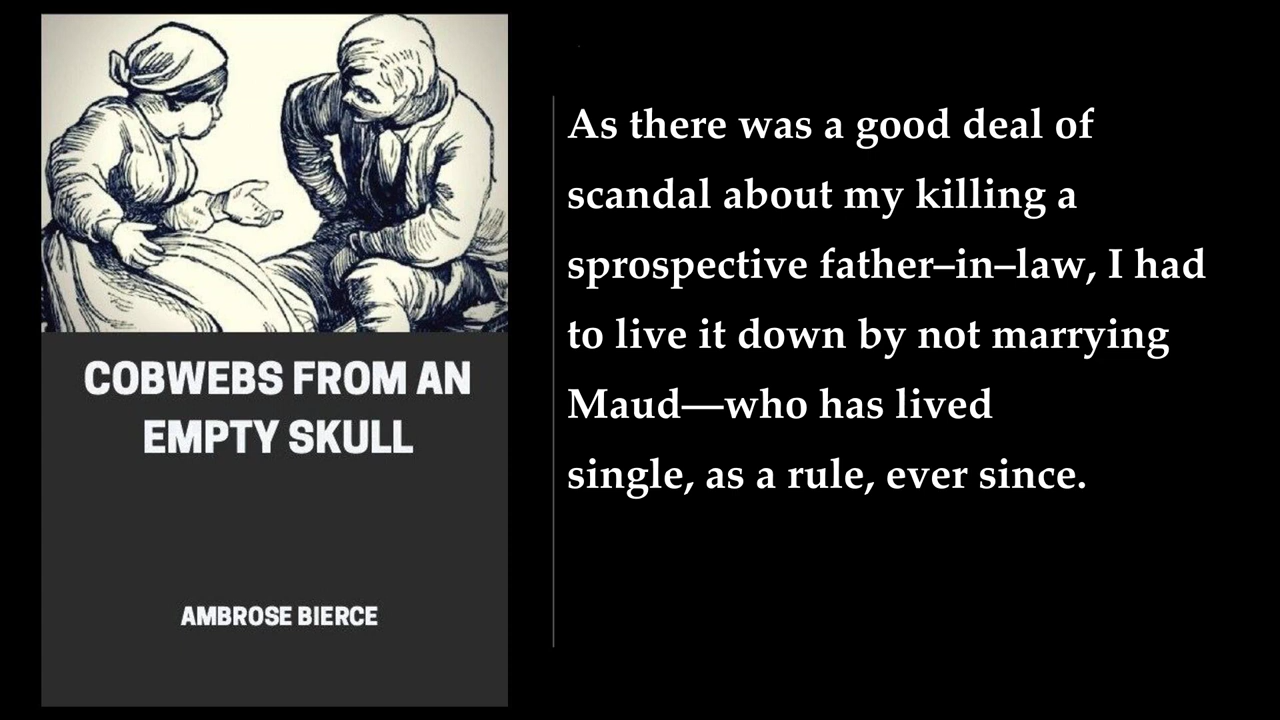 COBWEBS FROM AN
EMPTY SKULL
AMBROSE BIERCE
As there was a good deal of
scandal about my killing a
sprospective father–in–law, I had
to live it down by not marrying
Maud—who has lived
single, as a rule, ever since.